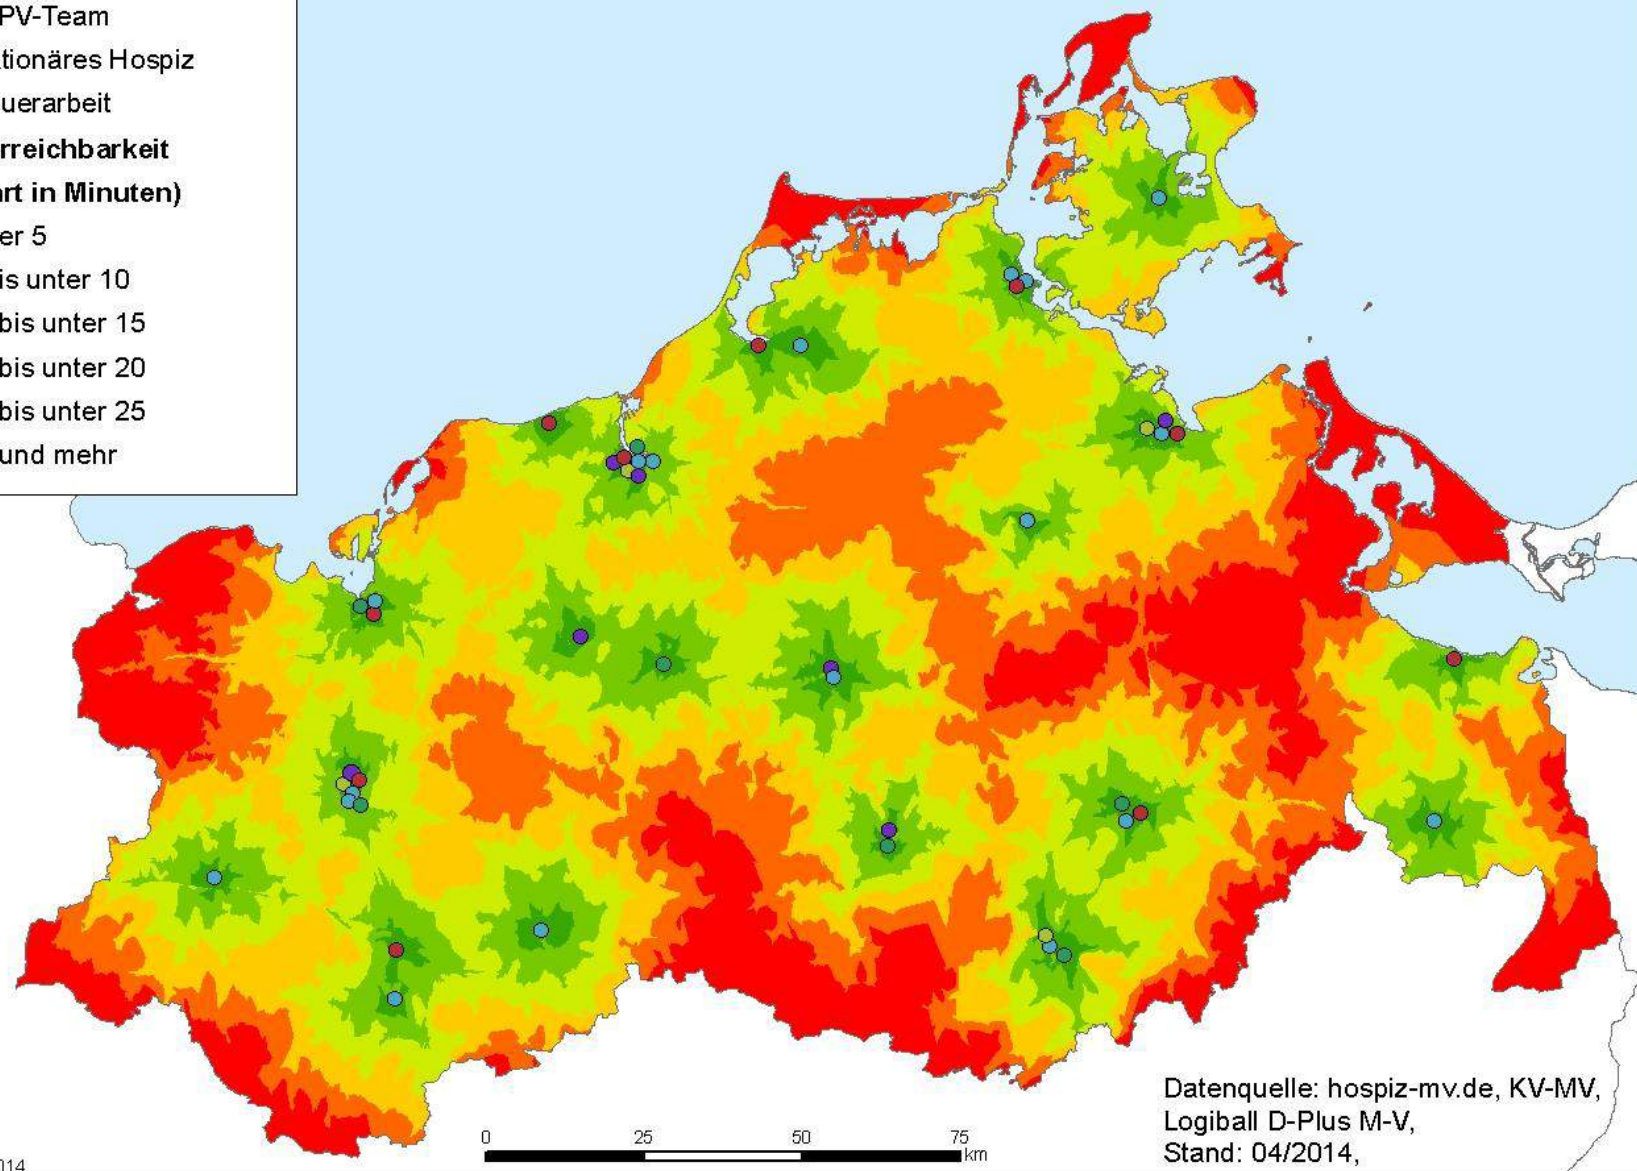 PV-Team
tionäres Hospiz
uerarbeit
rreichbarkeit
rt in Minuten)
er 5
is unter 10
bis unter 15
bis unter 20
bis unter 25
und mehr
0 25 50 75
km
Datenquelle: hospiz-mv.de, KV-MV,
Logiball D-Plus M-V,
Stand: 04/2014,
014